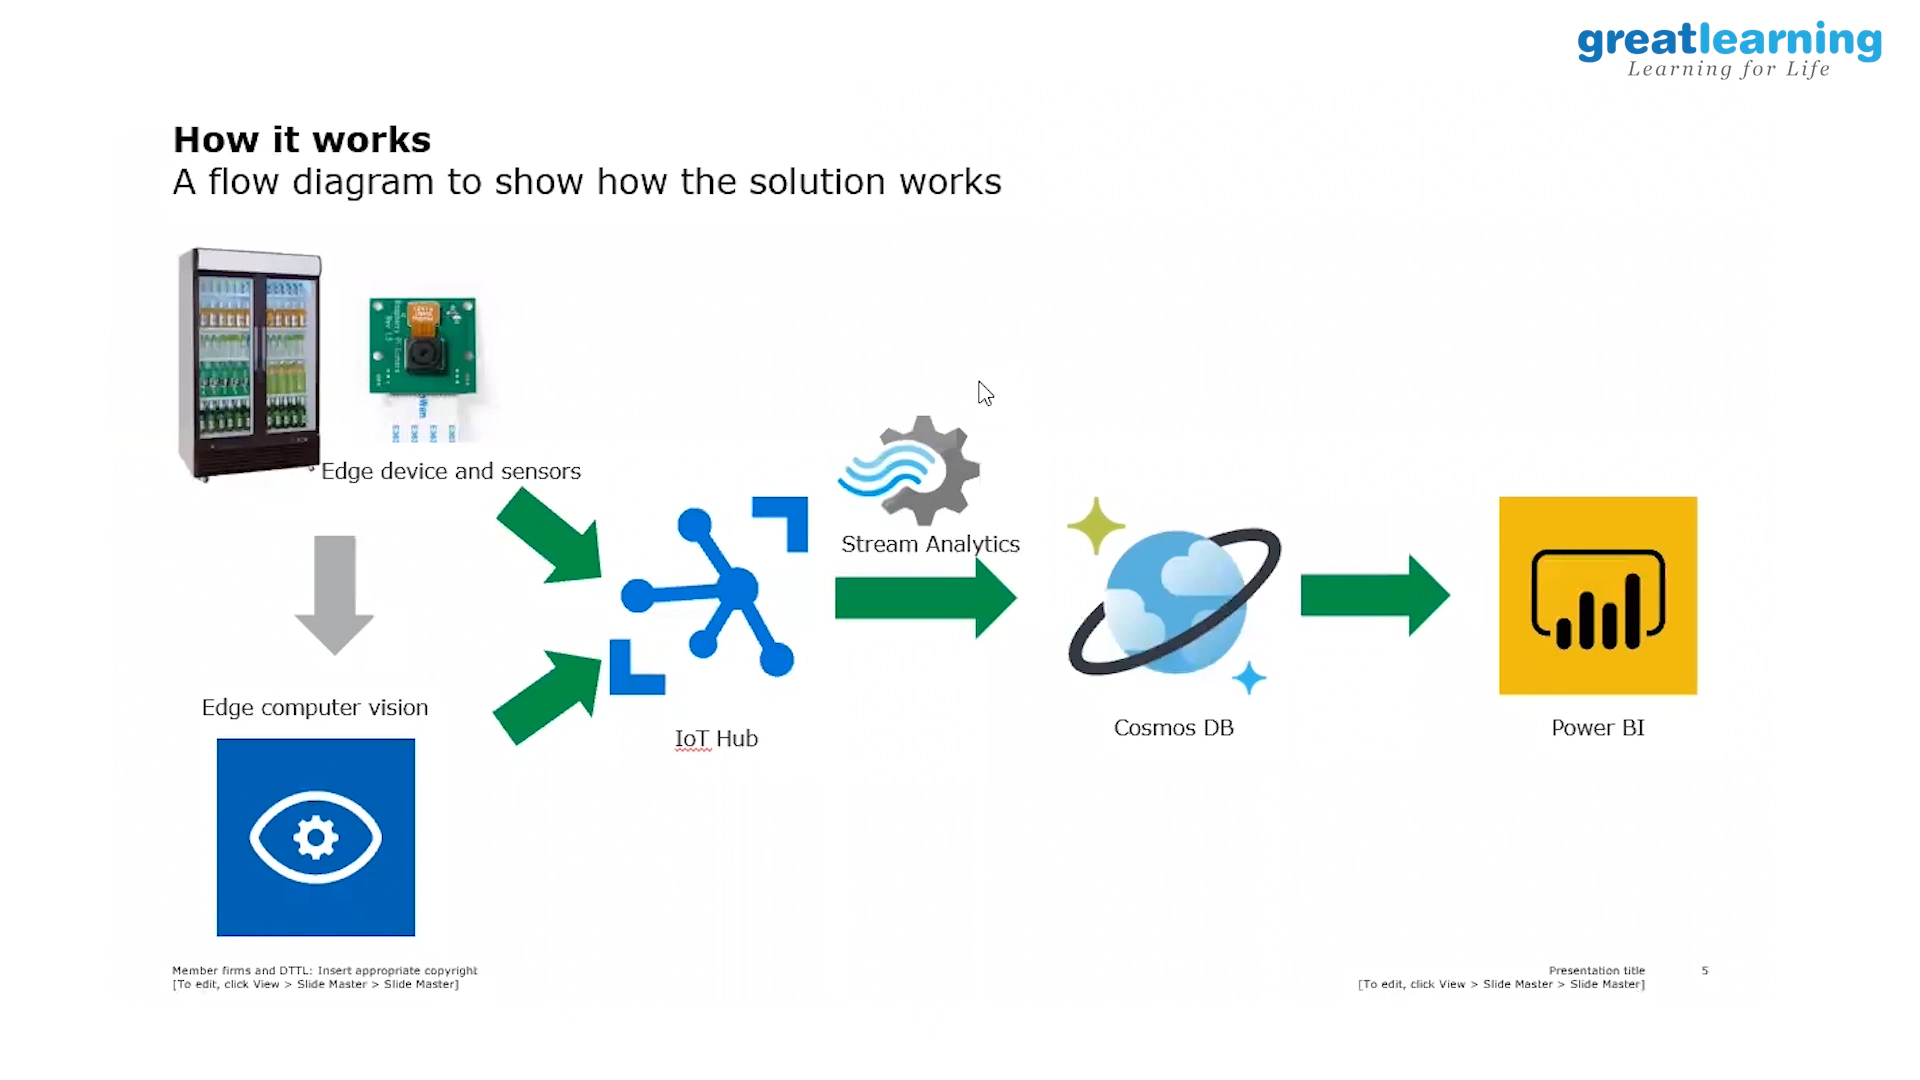 greatlearning
Learning for Life
How it works
A flow diagram to show how the solution works
Edge device and sensors
Stream Analytics
Edge computer vision
IoT Hub
Cosmos DB
Power BI
Member firms and DTTL: Insert appropriate copyright
[To edit, click View > Slide Master > Slide Master]
Presentation title
5
[To edit, click View > Slide Master > Slide Master]